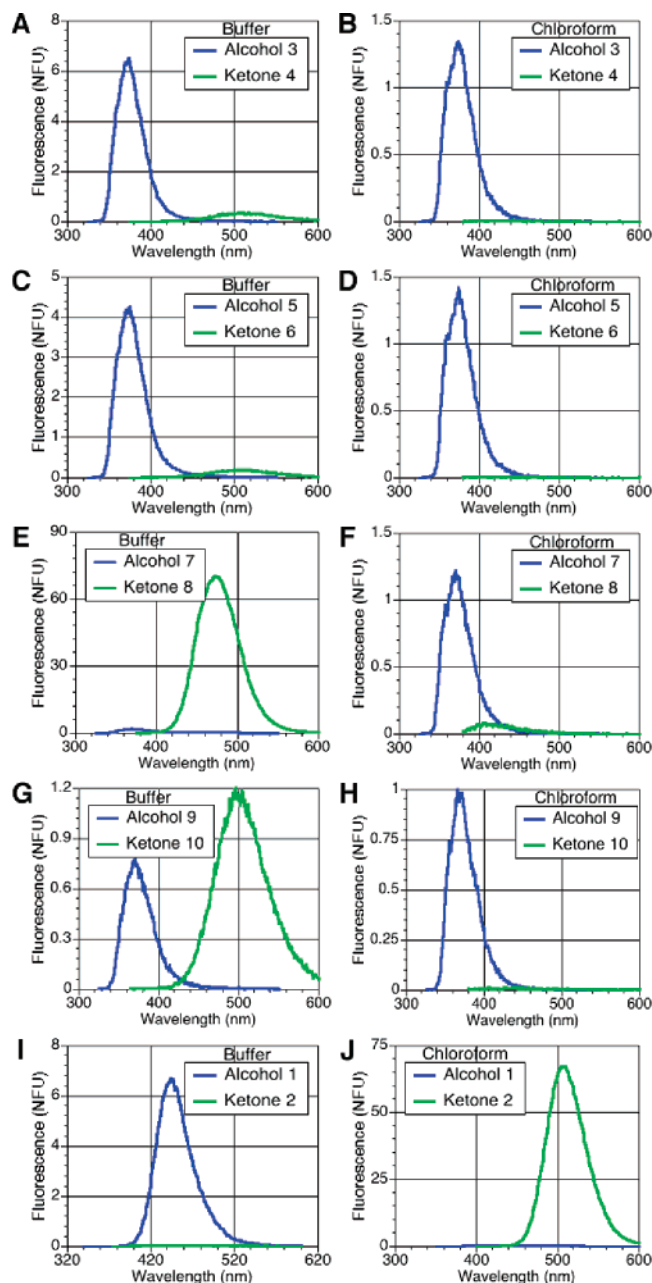 A
Buffer
Alcohol 3
Ketone 4
Fluorescence (NFU)
8
6
4
2
0
300 400 500 600
Wavelength (nm)
B
Chloroform
Alcohol 3
Ketone 4
Fluorescence (NFU)
1.5
1
0.5
0
300 400 500 600
Wavelength (nm)
C
Buffer
Alcohol 5
Ketone 6
Fluorescence (NFU)
5
4
3
2
1
0
300 400 500 600
Wavelength (nm)
D
Chloroform
Alcohol 5
Ketone 6
Fluorescence (NFU)
1.5
1
0.5
0
300 400 500 600
Wavelength (nm)
E
Buffer
Alcohol 7
Ketone 8
Fluorescence (NFU)
90
60
30
0
300 400 500 600
Wavelength (nm)
F
Chloroform
Alcohol 7
Ketone 8
Fluorescence (NFU)
1.5
1
0.5
0
300 400 500 600
Wavelength (nm)
G
Buffer
Alcohol 9
Ketone 10
Fluorescence (NFU)
1.2
0.9
0.6
0.3
0
300 400 500 600
Wavelength (nm)
H
Chloroform
Alcohol 9
Ketone 10
Fluorescence (NFU)
1
0.75
0.5
0.25
0
300 400 500 600
Wavelength (nm)
I
Buffer
Alcohol 1
Ketone 2
Fluorescence (NFU)
8
6
4
2
0
320 420 520 620
Wavelength (nm)
J
Chloroform
Alcohol 1
Ketone 2
Fluorescence (NFU)
75
50
25
0
300 400 500 600
Wavelength (nm)